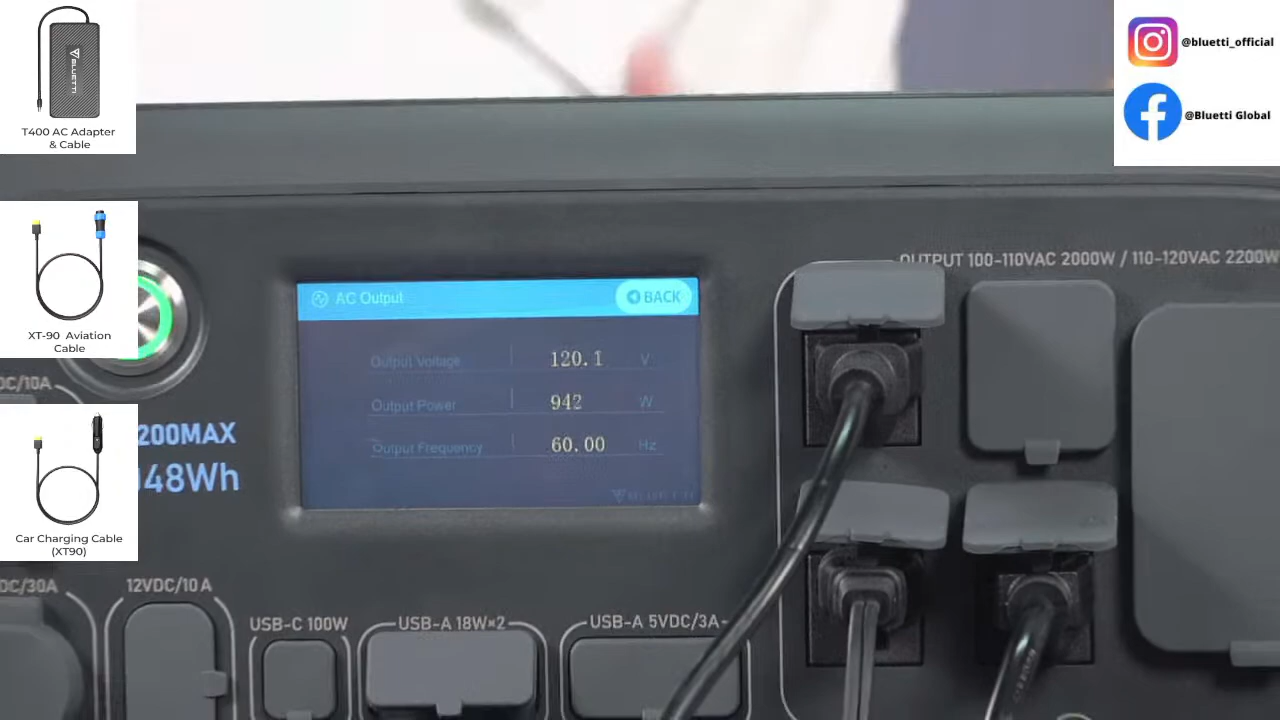 BLUETTI
T400 AC Adapter
& Cable
@bluetti_official
@Bluetti Global
XT-90 Aviation
Cable
Car Charging Cable
(XT90)
OUTPUT 100-110VAC 2000W / 110-120VAC 2200W
AC Output
BACK
Output Voltage 120.1 V
Output Power 942 W
Output Frequency 60.00 Hz
BLUETTI
DC/10A
200MAX
48Wh
DC/30A
12VDC/10A
USB-C 100W
USB-A 18W×2
USB-A 5VDC/3A